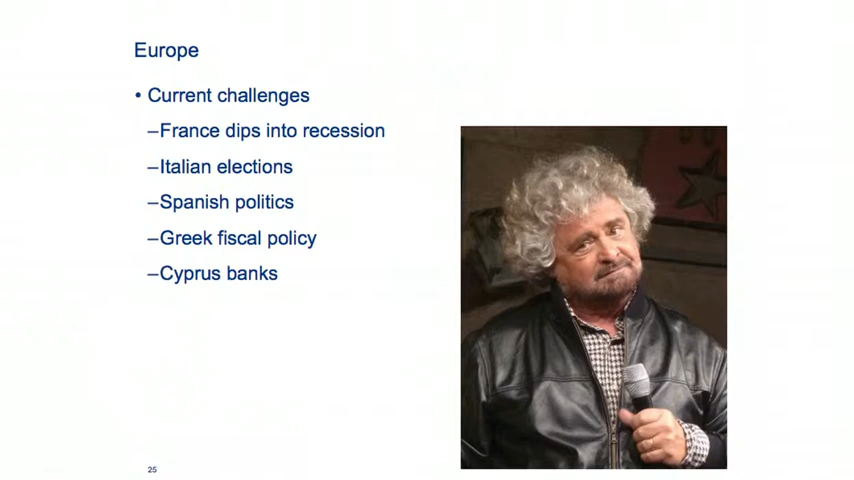 Europe
• Current challenges
–France dips into recession
–Italian elections
–Spanish politics
–Greek fiscal policy
–Cyprus banks
25